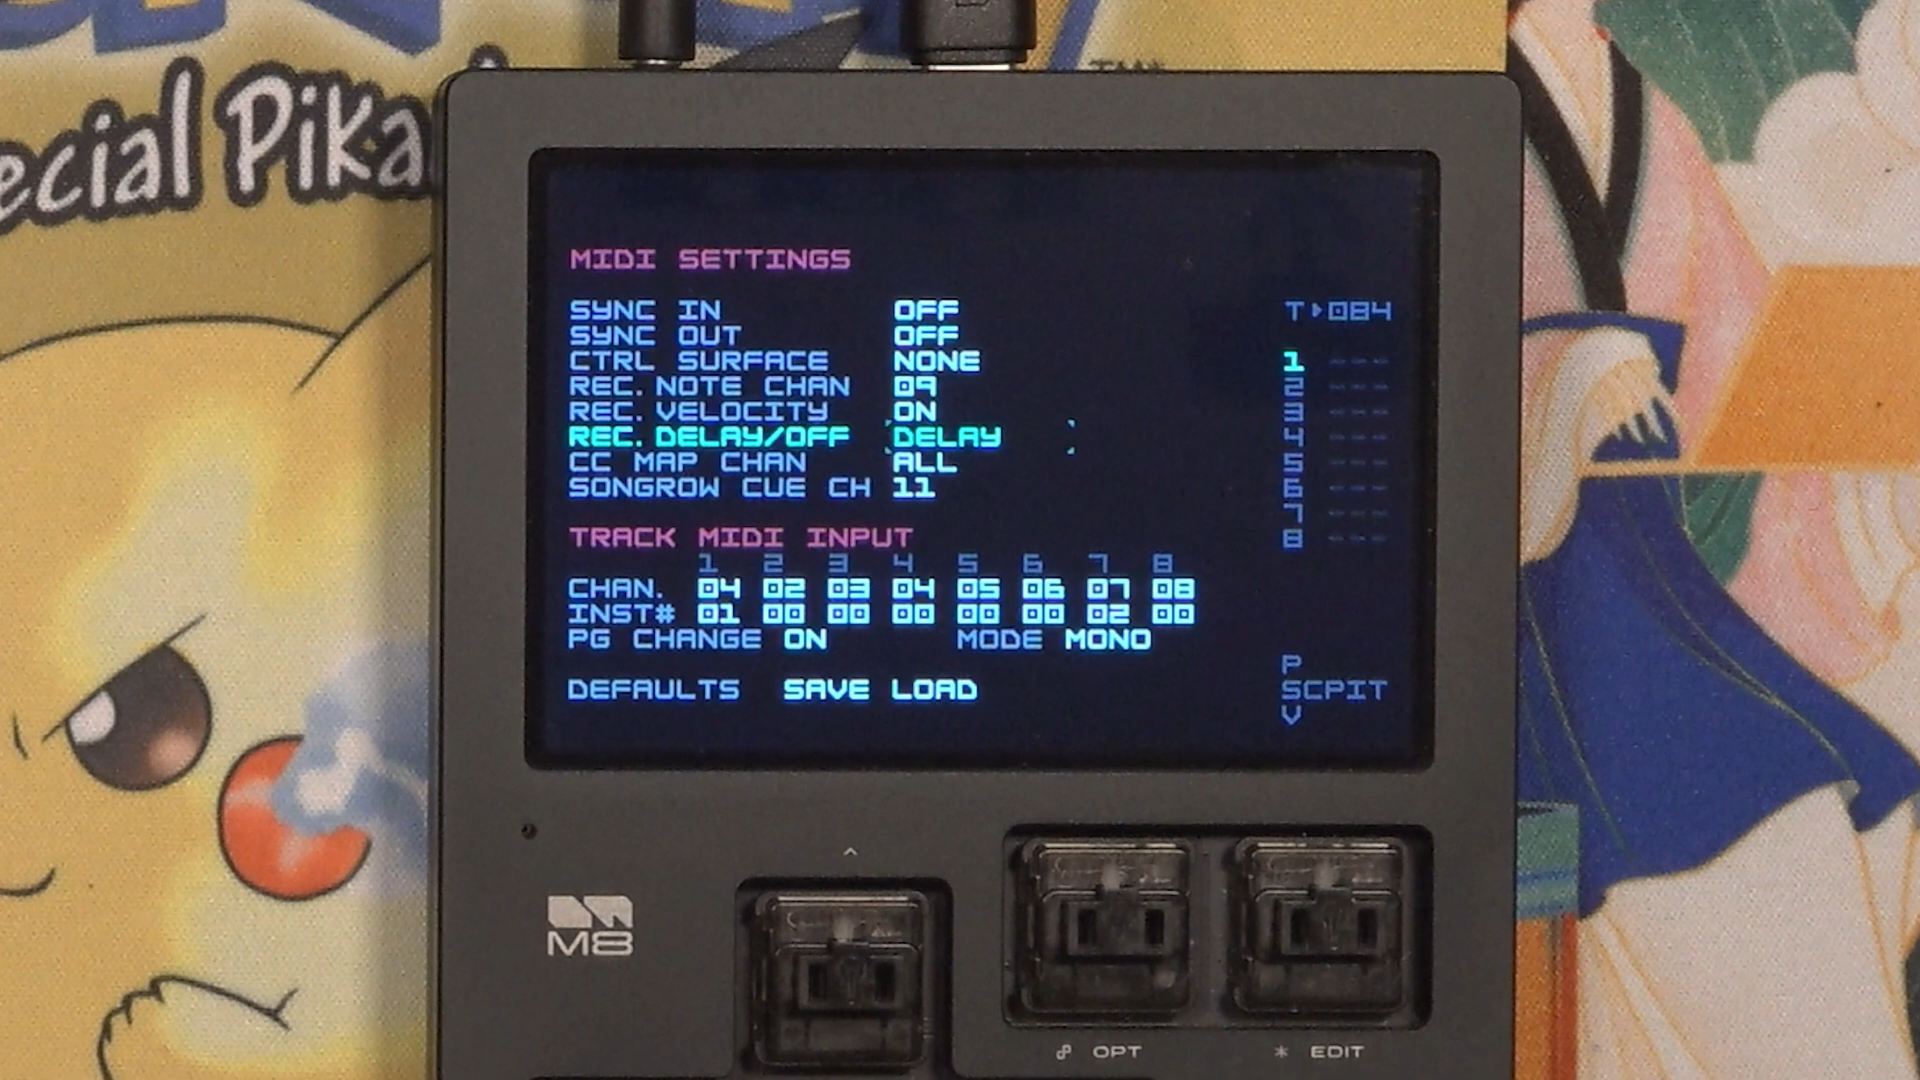 ecial Pika
TM*
MIDI SETTINGS
SYNC IN OFF
SYNC OUT OFF
CTRL SURFACE NONE
REC. NOTE CHAN 09
REC. VELOCITY ON
REC. DELAY/OFF DELAY
CC MAP CHAN ALL
SONGROW CUE CH 11
T▸084
1 ---
2 ---
3 ---
4 ---
5 ---
6 ---
7 ---
8 ---
TRACK MIDI INPUT
1 2 3 4 5 6 7 8
CHAN. 04 02 03 04 05 06 07 08
INST# 01 00 00 00 00 00 02 00
PG CHANGE ON MODE MONO
DEFAULTS SAVE LOAD
P
SCPIT
V
M8
OPT
* EDIT